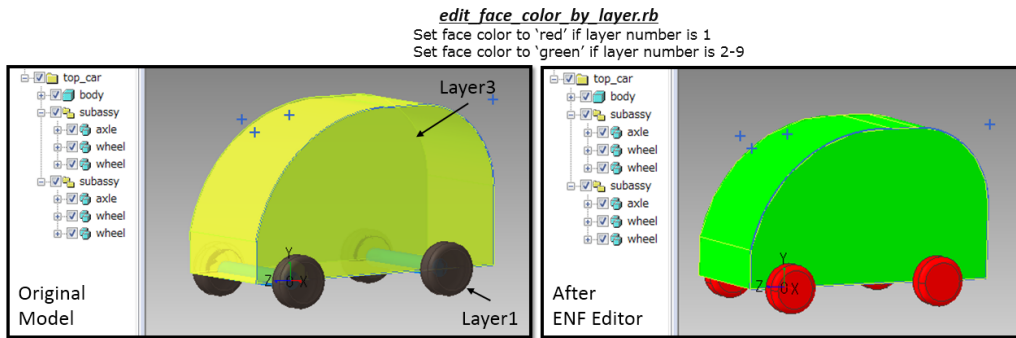 edit_face_color_by_layer.rb
Set face color to ‘red’ if layer number is 1
Set face color to ‘green’ if layer number is 2-9
top_car
body
subassy
axle
wheel
wheel
subassy
axle
wheel
wheel
Layer3
Y
Z
X
Layer1
Original
Model
top_car
body
subassy
axle
wheel
wheel
subassy
axle
wheel
wheel
Y
Z
X
After
ENF Editor